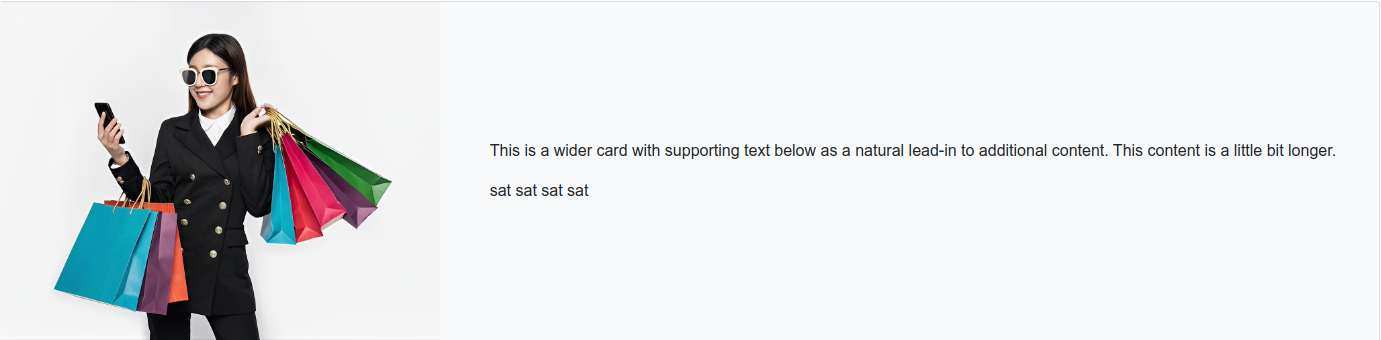 This is a wider card with supporting text below as a natural lead-in to additional content. This content is a little bit longer.
sat sat sat sat